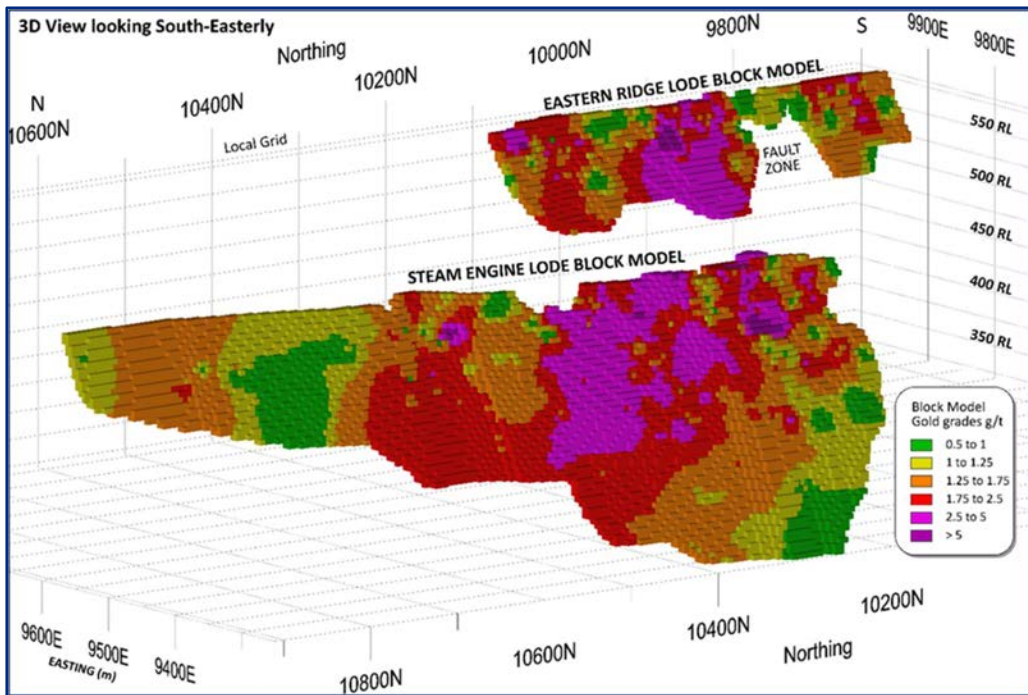 3D View looking South-Easterly
Northing
N
10600N
10400N
10200N
10000N
9800N
S
9900E
9800E
Local Grid
EASTERN RIDGE LODE BLOCK MODEL
FAULT
ZONE
550 RL
500 RL
450 RL
400 RL
350 RL
STEAM ENGINE LODE BLOCK MODEL
Block Model
Gold grades g/t
0.5 to 1
1 to 1.25
1.25 to 1.75
1.75 to 2.5
2.5 to 5
> 5
9600E
9500E
9400E
EASTING (m)
10800N
10600N
10400N
10200N
Northing